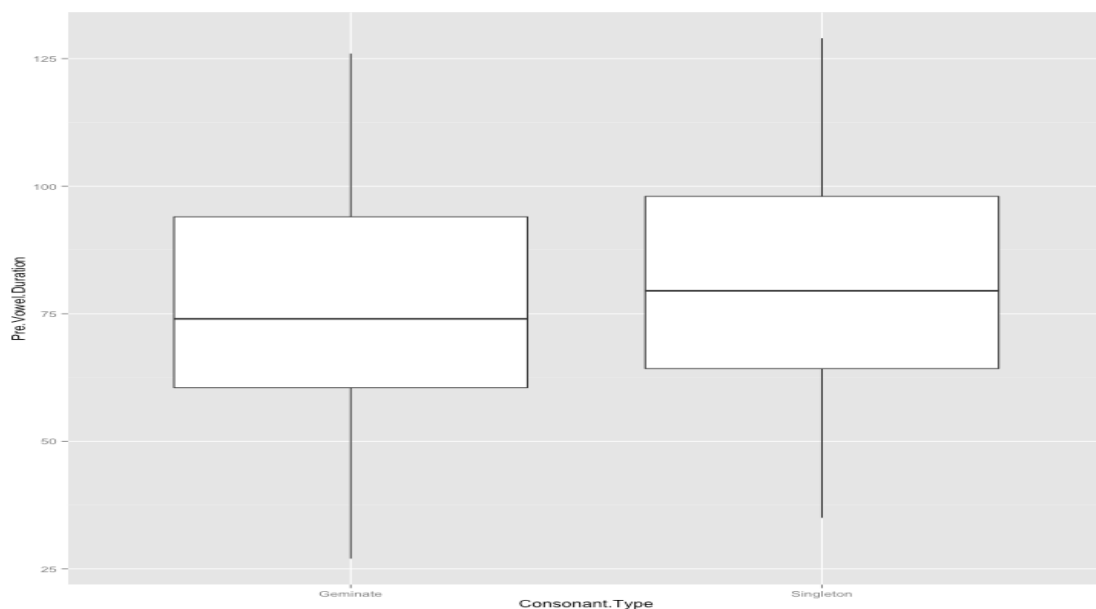 125
100
75
50
25
Pre.Vowel.Duration
Geminate
Singleton
Consonant.Type